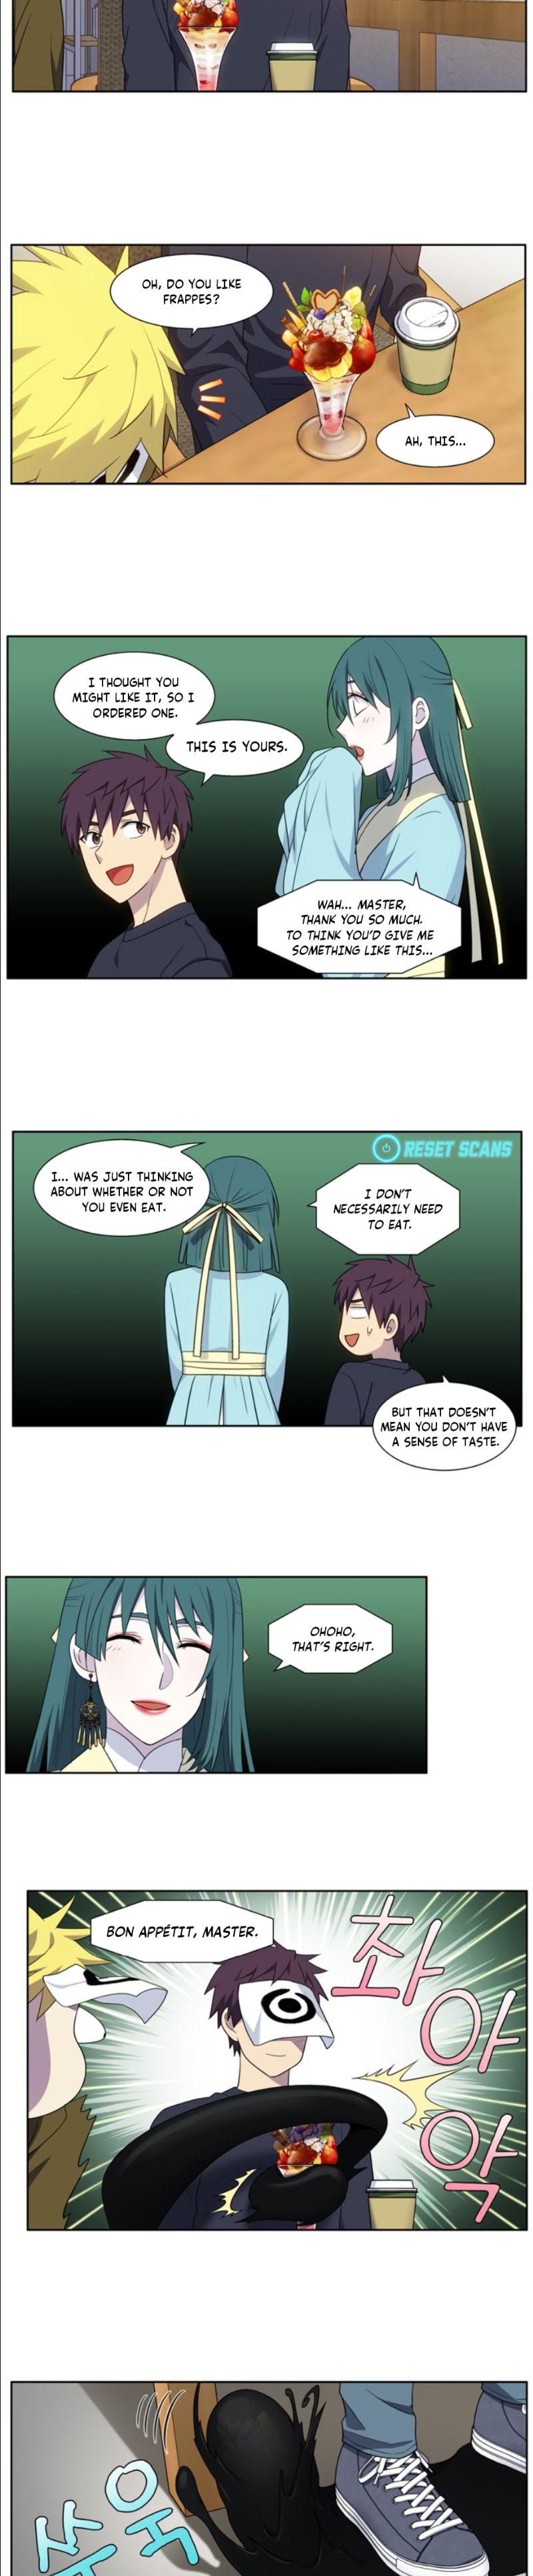 OH, DO YOU LIKE
FRAPPES?
AH, THIS...
I THOUGHT YOU
MIGHT LIKE IT, SO I
ORDERED ONE.
THIS IS YOURS.
WAH... MASTER,
THANK YOU SO MUCH.
TO THINK YOU'D GIVE ME
SOMETHING LIKE THIS...
RESET SCANS
I... WAS JUST THINKING
ABOUT WHETHER OR NOT
YOU EVEN EAT.
I DON'T
NECESSARILY NEED
TO EAT.
BUT THAT DOESN'T
MEAN YOU DON'T HAVE
A SENSE OF TASTE.
OHOHO,
THAT'S RIGHT.
BON APPÉTIT, MASTER.
촤
아
악
쑤욱